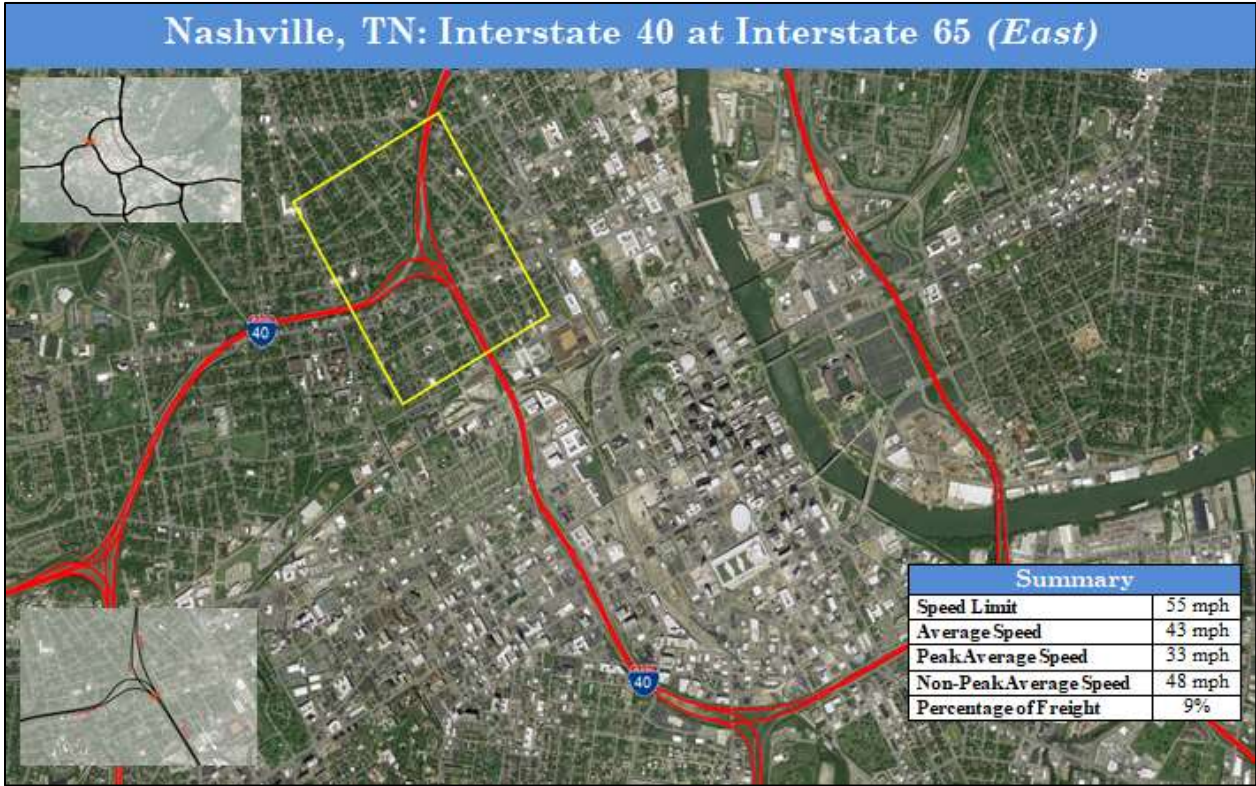 Nashville, TN: Interstate 40 at Interstate 65 (East)
40
40
Summary
Speed Limit 55 mph
Average Speed 43 mph
Peak Average Speed 33 mph
Non-Peak Average Speed 48 mph
Percentage of Freight 9%